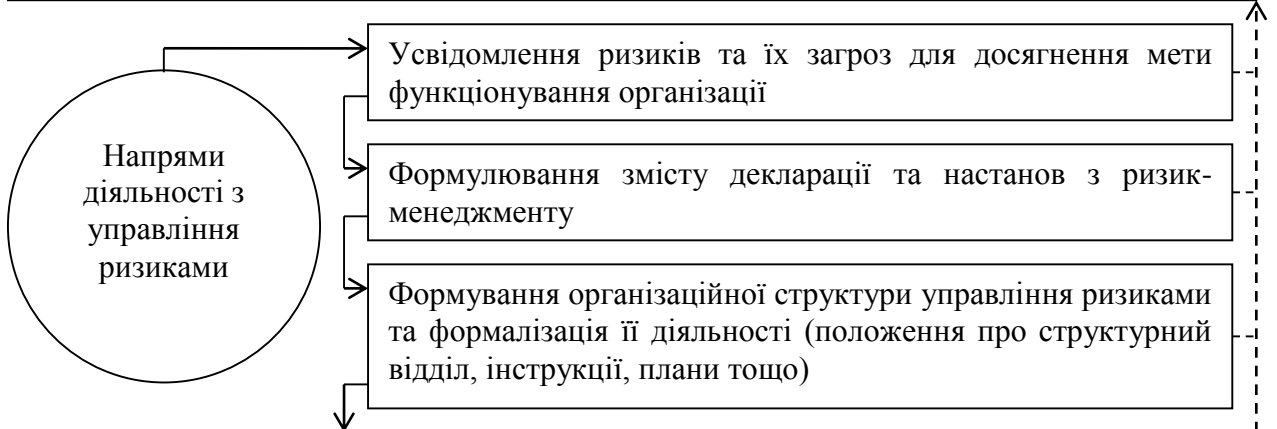 Усвідомлення ризиків та їх загроз для досягнення мети
функціонування організації
Напрями
діяльності з
управління
ризиками
Формулювання змісту декларації та настанов з ризик-
менеджменту
Формування організаційної структури управління ризиками
та формалізація її діяльності (положення про структурний
відділ, інструкції, плани тощо)